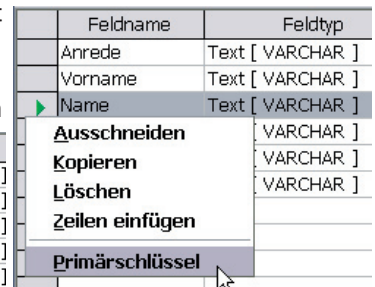 Feldname Feldtyp
Anrede Text [ VARCHAR ]
Vorname Text [ VARCHAR ]
Name Text [ VARCHAR ]
Ausschneiden [ VARCHAR ]
Kopieren [ VARCHAR ]
Löschen [ VARCHAR ]
Zeilen einfügen
Primärschlüssel